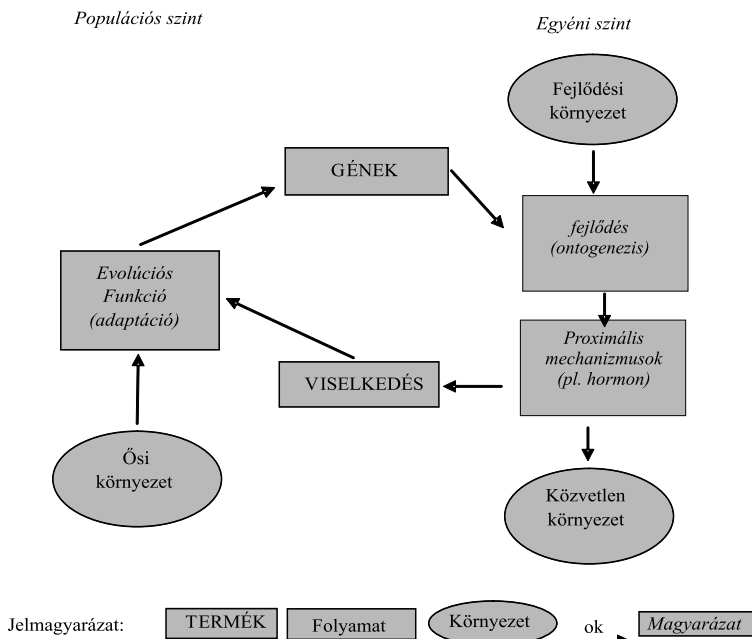 Populációs szint
Egyéni szint
Fejlődési
környezet
GÉNEK
fejlődés
(ontogenezis)
Evolúciós
Funkció
(adaptáció)
Proximális
mechanizmusok
(pl. hormon)
VISELKEDÉS
Ősi
környezet
Közvetlen
környezet
Jelmagyarázat:
TERMÉK
Folyamat
Környezet
ok
Magyarázat